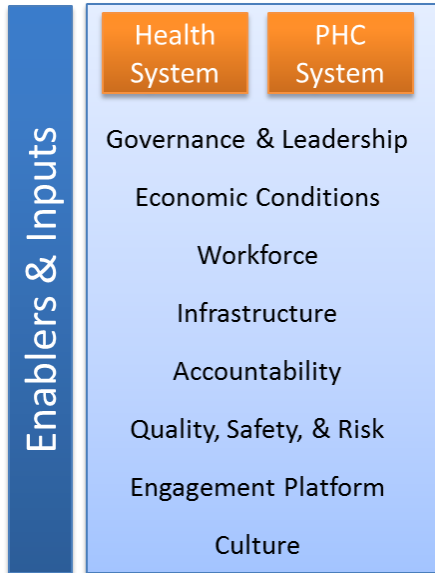 Enablers & Inputs
Health
System
PHC
System
Governance & Leadership
Economic Conditions
Workforce
Infrastructure
Accountability
Quality, Safety, & Risk
Engagement Platform
Culture